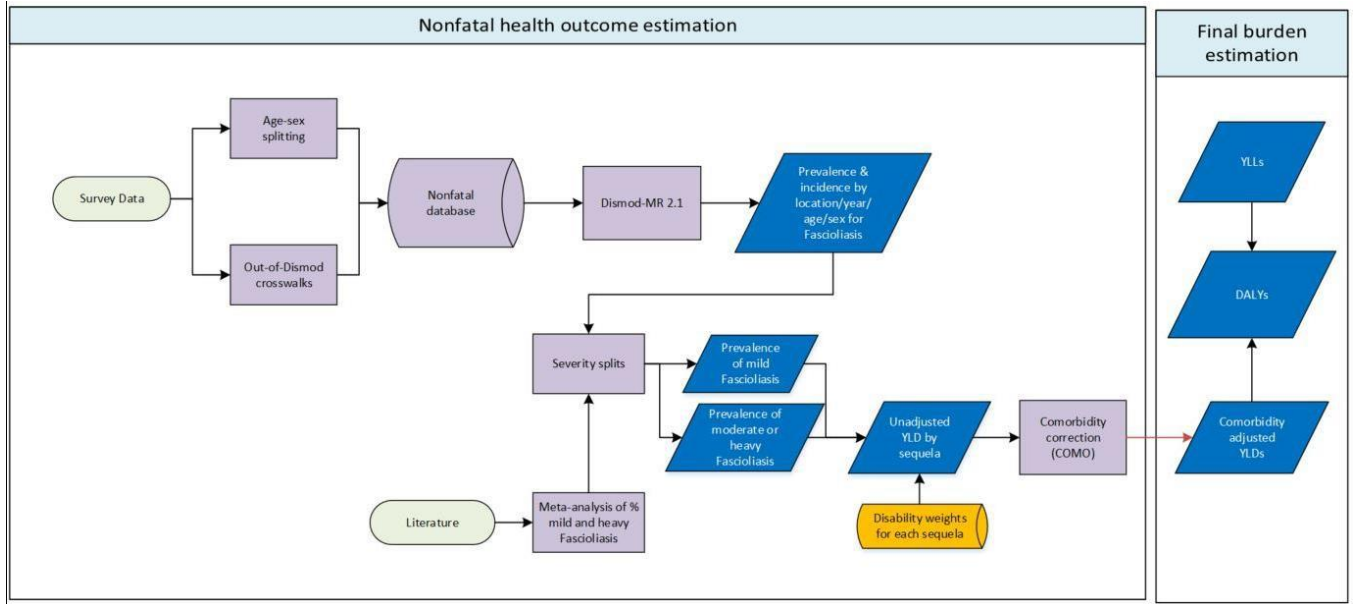 Nonfatal health outcome estimation
Final burden
estimation
Age-sex
splitting
Survey Data
Out-of-Dismod
crosswalks
Nonfatal
database
Dismod-MR 2.1
Prevalence &
incidence by
location/year/
age/sex for
Fascioliasis
YLLs
DALYs
Severity splits
Prevalence
of mild
Fascioliasis
Prevalence of
moderate or
heavy
Fascioliasis
Unadjusted
YLD by
sequela
Comorbidity
correction
(COMO)
Comorbidity
adjusted
YLDs
Literature
Meta-analysis of %
mild and heavy
Fascioliasis
Disability weights
for each sequela